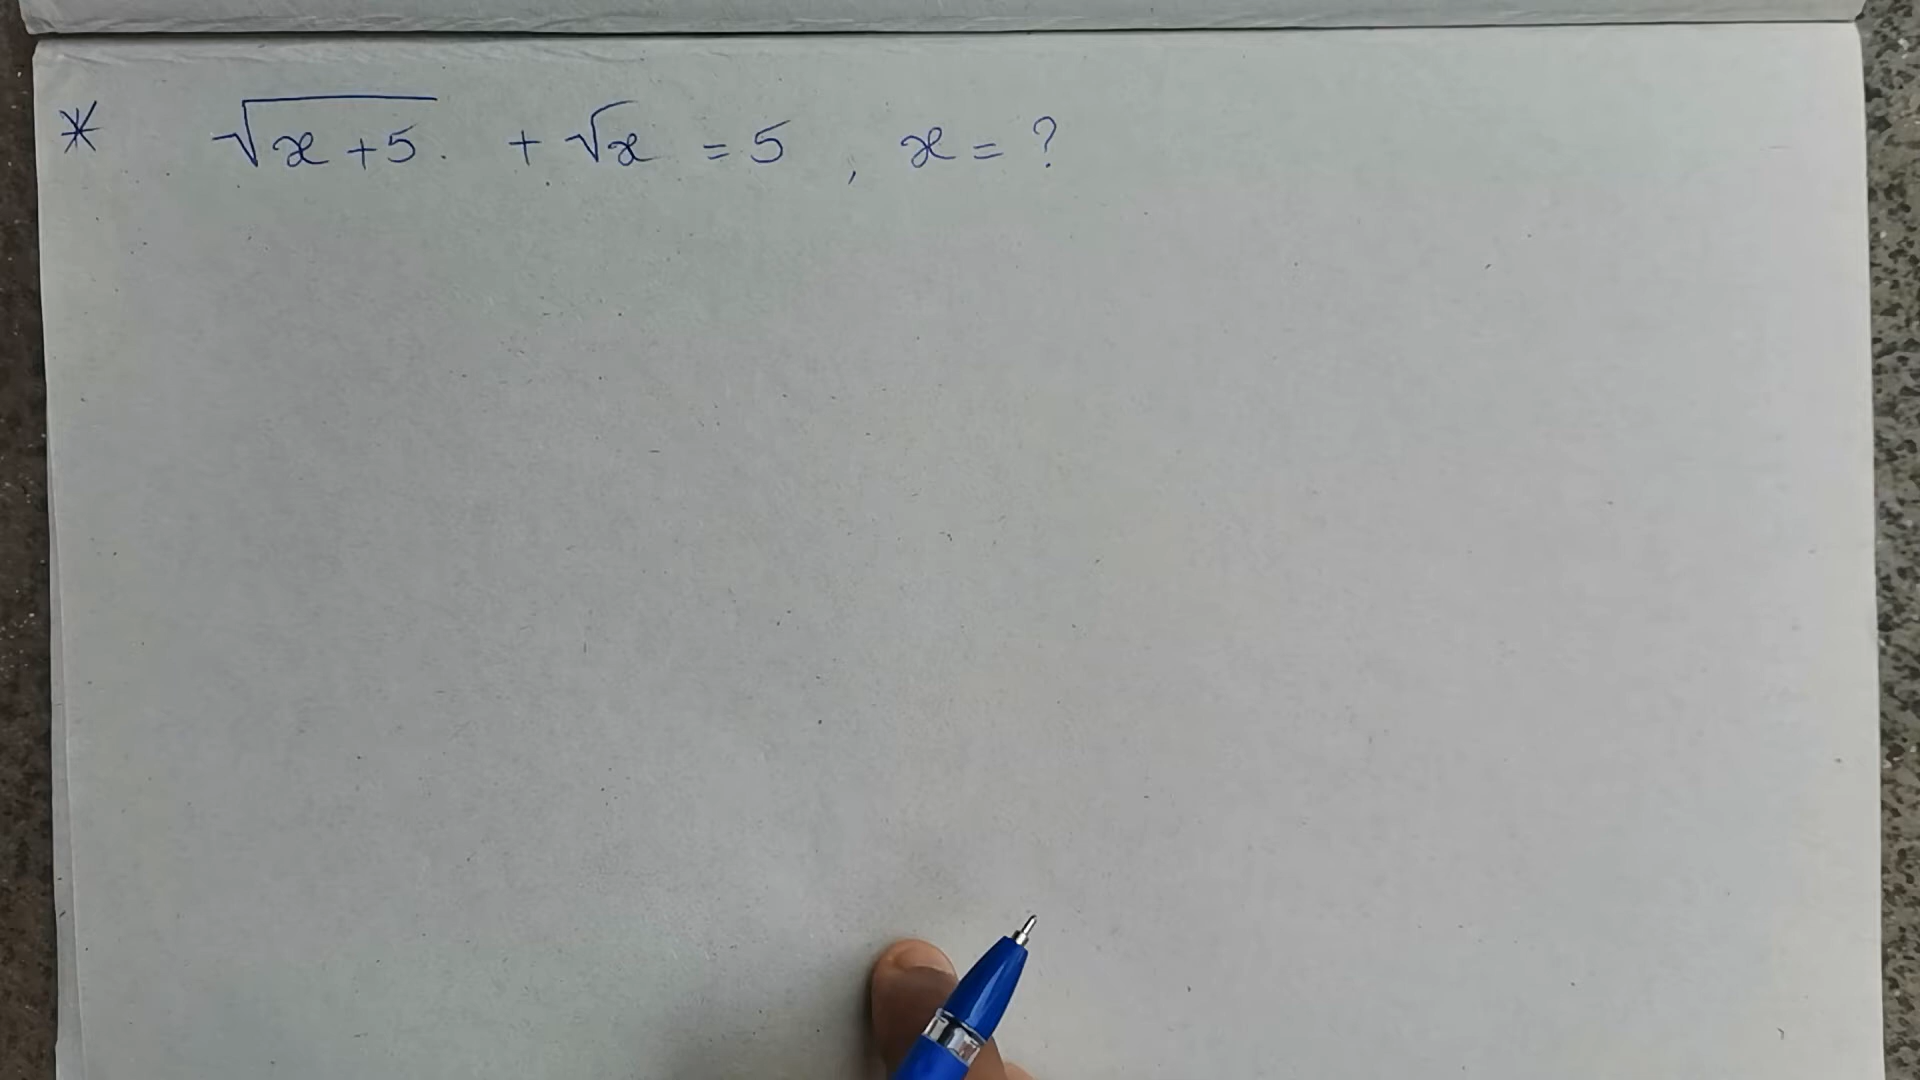 * √(x+5) + √x = 5 , x = ?